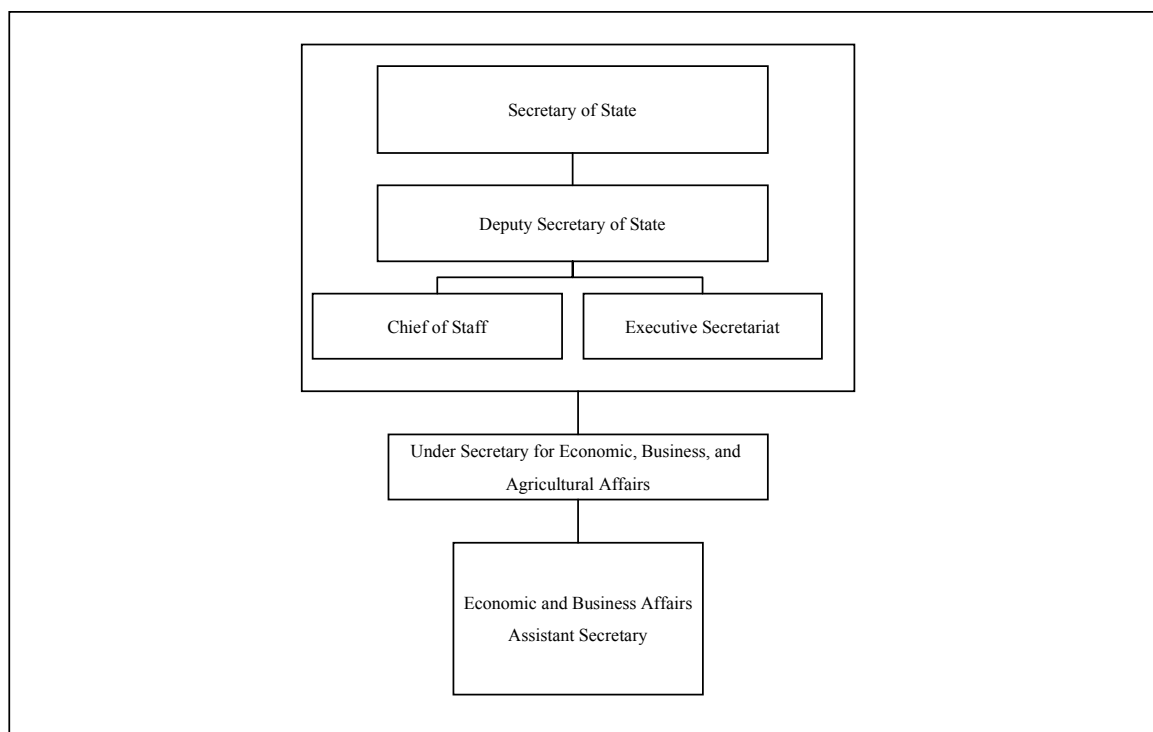 Secretary of State
Deputy Secretary of State
Chief of Staff
Executive Secretariat
Under Secretary for Economic, Business, and
Agricultural Affairs
Economic and Business Affairs
Assistant Secretary